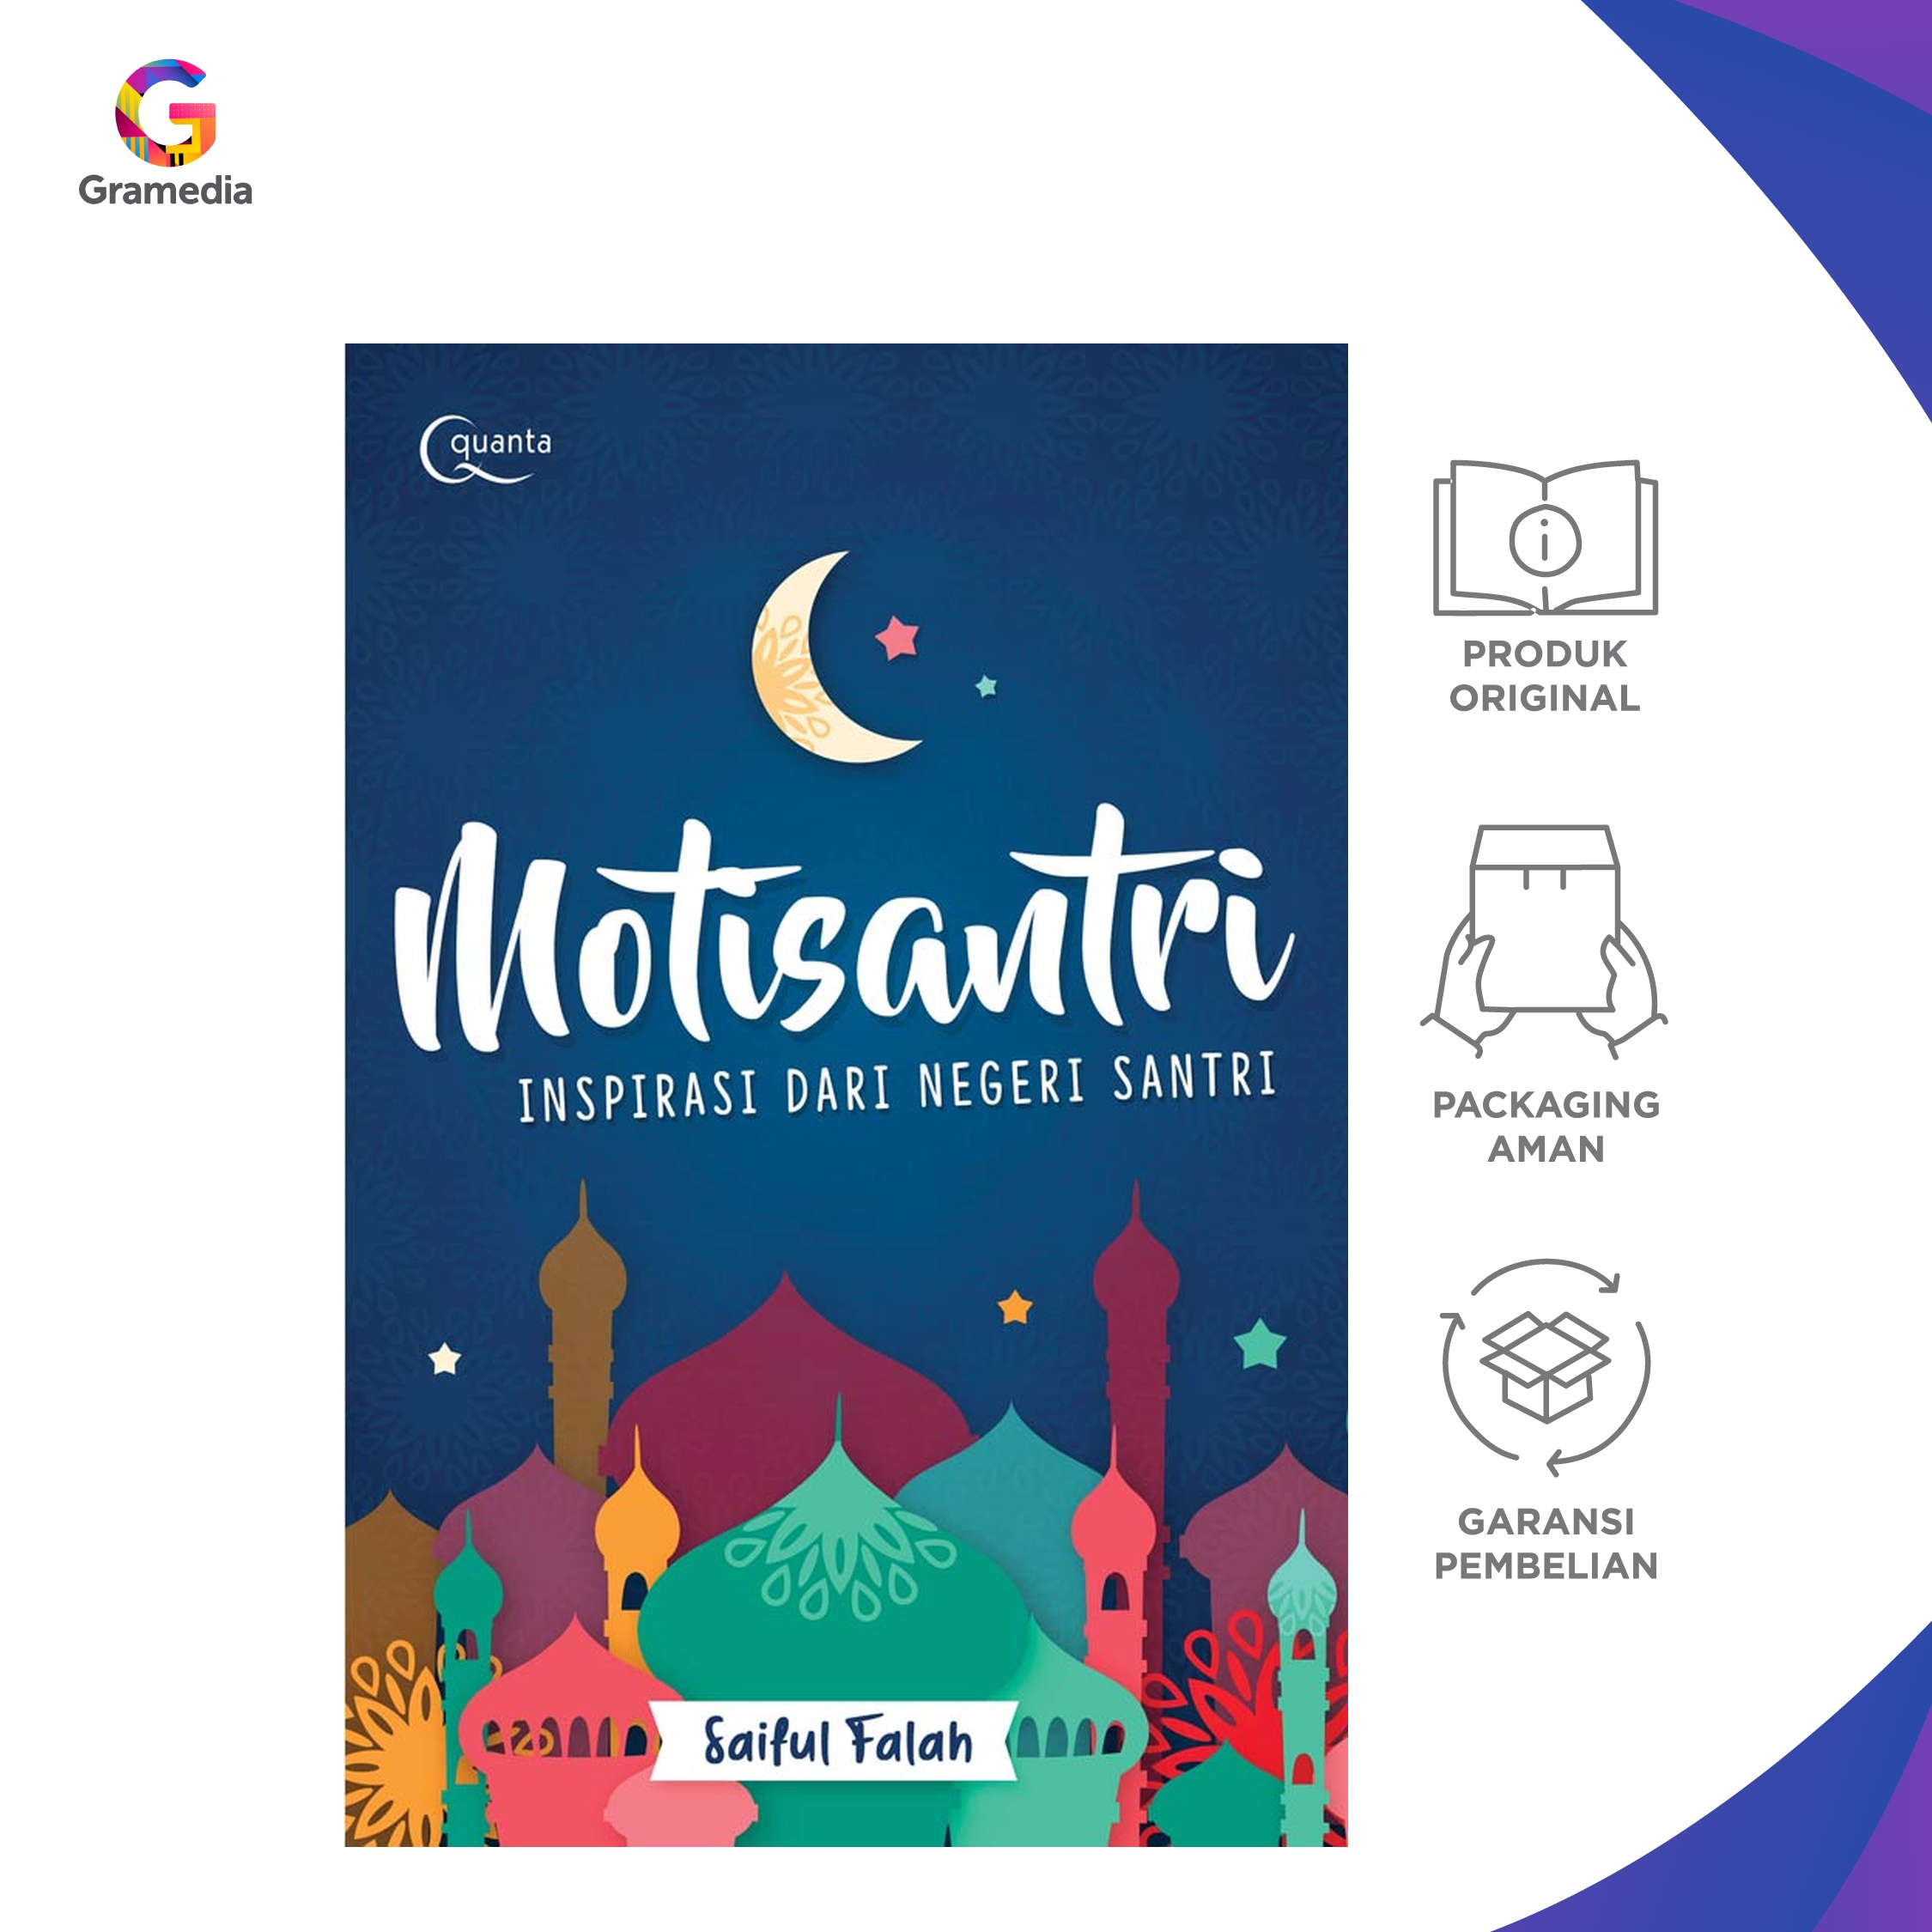 Gramedia
quanta
Motisantri
INSPIRASI DARI NEGERI SANTRI
Saiful Falah
PRODUK
ORIGINAL
PACKAGING
AMAN
GARANSI
PEMBELIAN